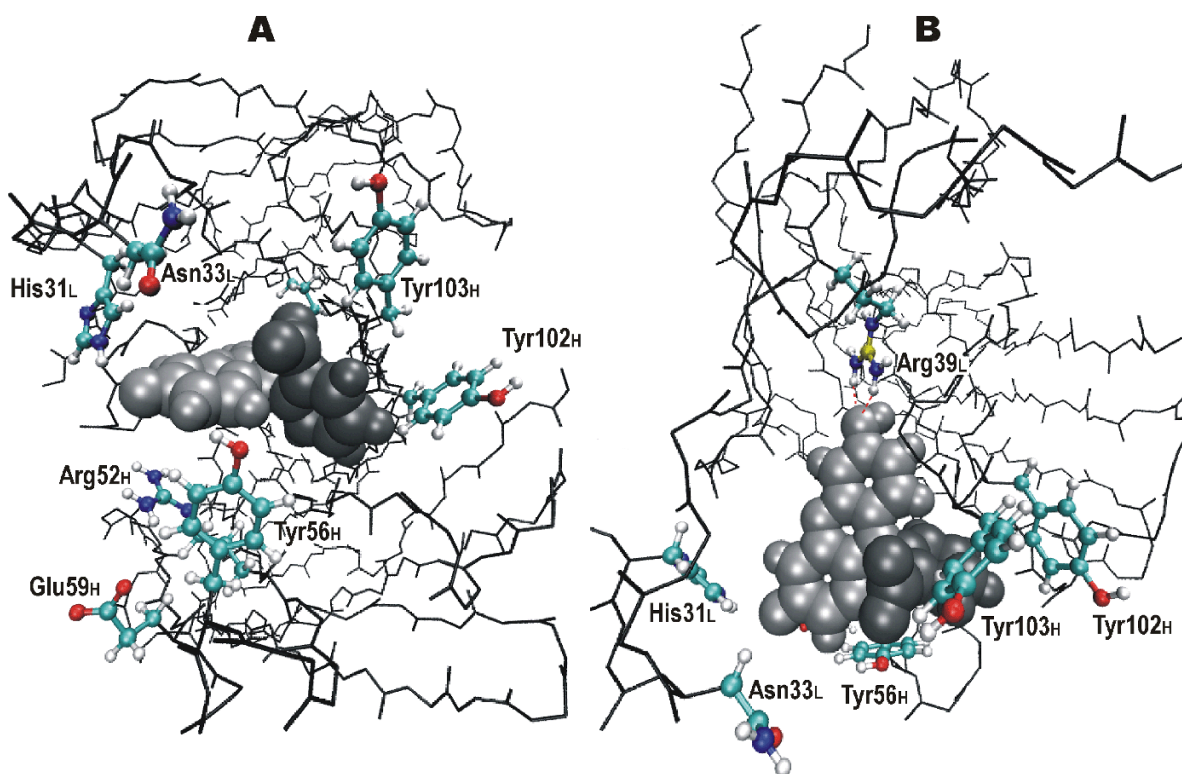 A
His31L
Asn33L
Tyr103H
Tyr102H
Arg52H
Tyr56H
Glu59H
B
Arg39L
His31L
Tyr103H
Tyr102H
Asn33L
Tyr56H